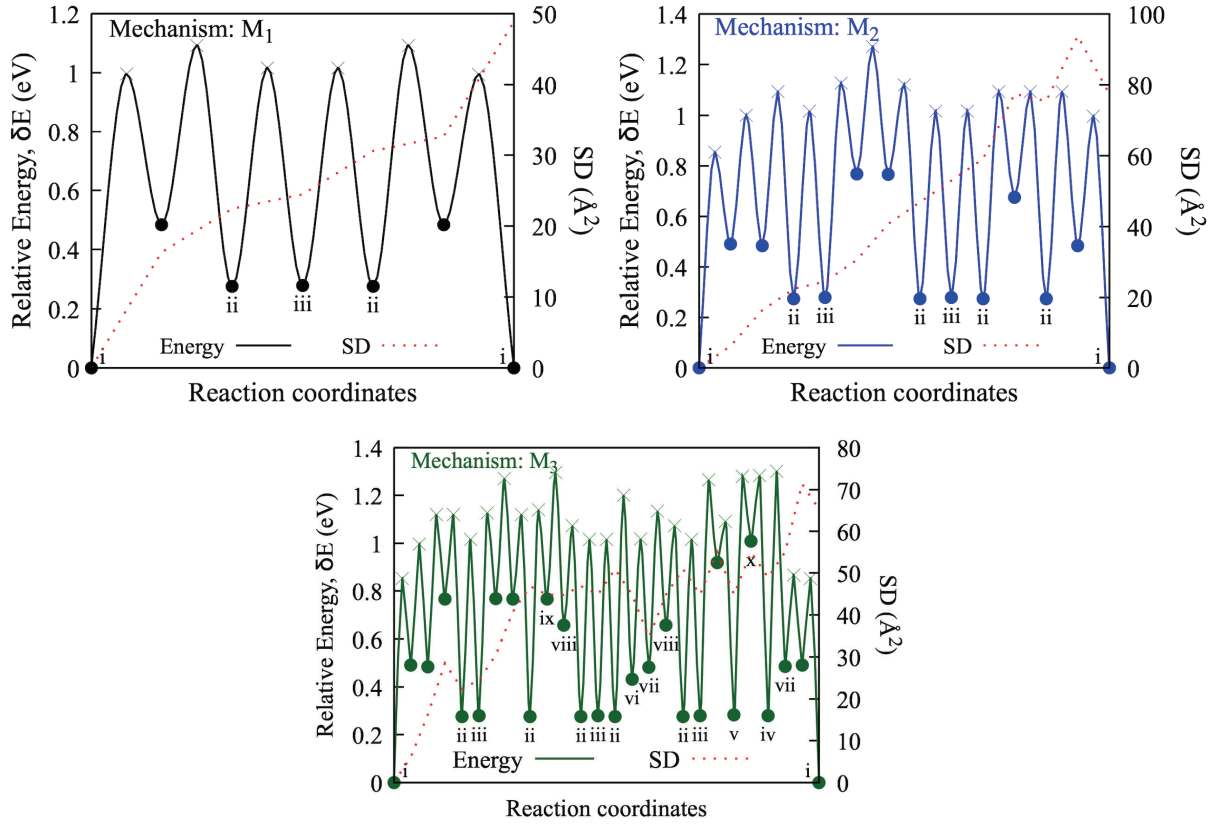 Mechanism: M1
Relative Energy, δE (eV)
1.2
1
0.8
0.6
0.4
0.2
0
50
40
30
20
10
0
SD (Å2)
ii
iii
ii
i
i
Energy
SD
Reaction coordinates
Mechanism: M2
Relative Energy, δE (eV)
1.4
1.2
1
0.8
0.6
0.4
0.2
0
100
80
60
40
20
0
SD (Å2)
ii
iii
ii
iii
ii
ii
i
i
Energy
SD
Reaction coordinates
Mechanism: M3
Relative Energy, δE (eV)
1.4
1.2
1
0.8
0.6
0.4
0.2
0
80
70
60
50
40
30
20
10
0
SD (Å2)
x
ix
viii
viii
vi
vii
vii
ii
iii
ii
ii
iii
ii
ii
iii
v
iv
i
i
Energy
SD
Reaction coordinates